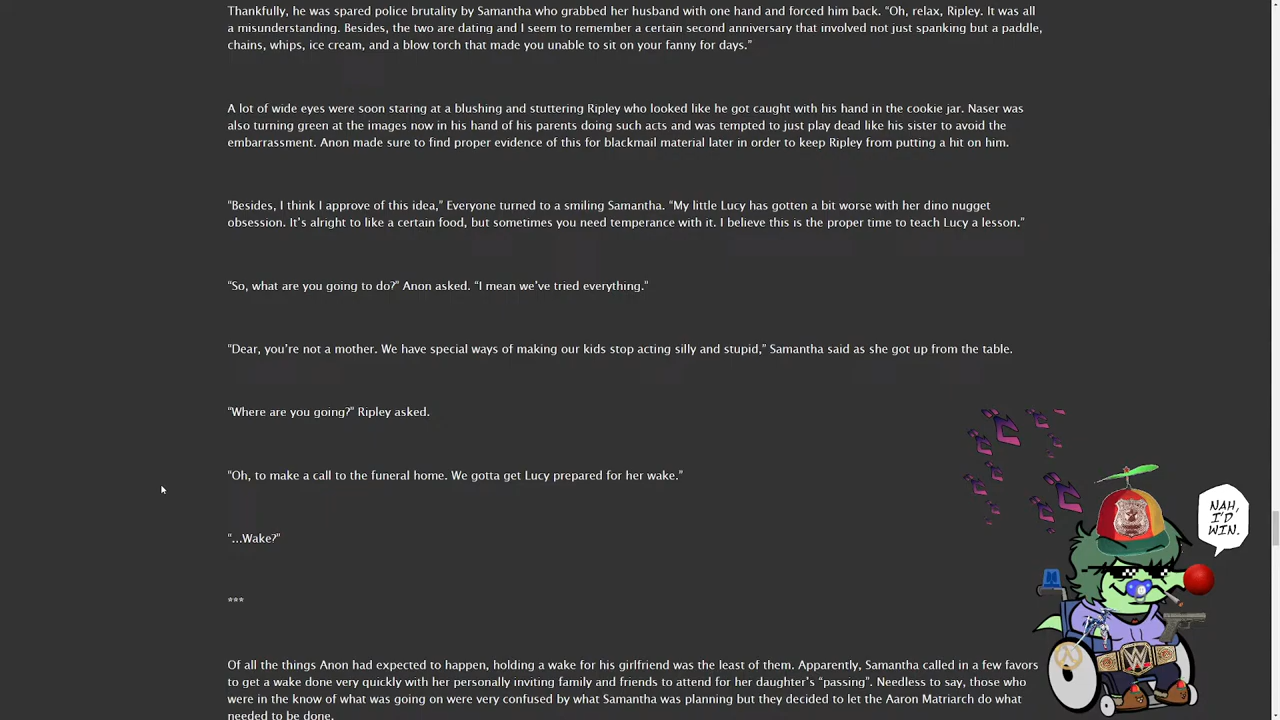 Thankfully, he was spared police brutality by Samantha who grabbed her husband with one hand and forced him back. “Oh, relax, Ripley. It was all
a misunderstanding. Besides, the two are dating and I seem to remember a certain second anniversary that involved not just spanking but a paddle,
chains, whips, ice cream, and a blow torch that made you unable to sit on your fanny for days.”
A lot of wide eyes were soon staring at a blushing and stuttering Ripley who looked like he got caught with his hand in the cookie jar. Naser was
also turning green at the images now in his hand of his parents doing such acts and was tempted to just play dead like his sister to avoid the
embarrassment. Anon made sure to find proper evidence of this for blackmail material later in order to keep Ripley from putting a hit on him.
“Besides, I think I approve of this idea,” Everyone turned to a smiling Samantha. “My little Lucy has gotten a bit worse with her dino nugget
obsession. It’s alright to like a certain food, but sometimes you need temperance with it. I believe this is the proper time to teach Lucy a lesson.”
“So, what are you going to do?” Anon asked. “I mean we’ve tried everything.”
“Dear, you’re not a mother. We have special ways of making our kids stop acting silly and stupid,” Samantha said as she got up from the table.
“Where are you going?” Ripley asked.
“Oh, to make a call to the funeral home. We gotta get Lucy prepared for her wake.”
“...Wake?”
***
Of all the things Anon had expected to happen, holding a wake for his girlfriend was the least of them. Apparently, Samantha called in a few favors
to get a wake done very quickly with her personally inviting family and friends to attend for her daughter’s “passing”. Needless to say, those who
were in the know of what was going on were very confused by what Samantha was planning but they decided to let the Aaron Matriarch do what
needed to be done.
NAH,
I'D
WIN.
W